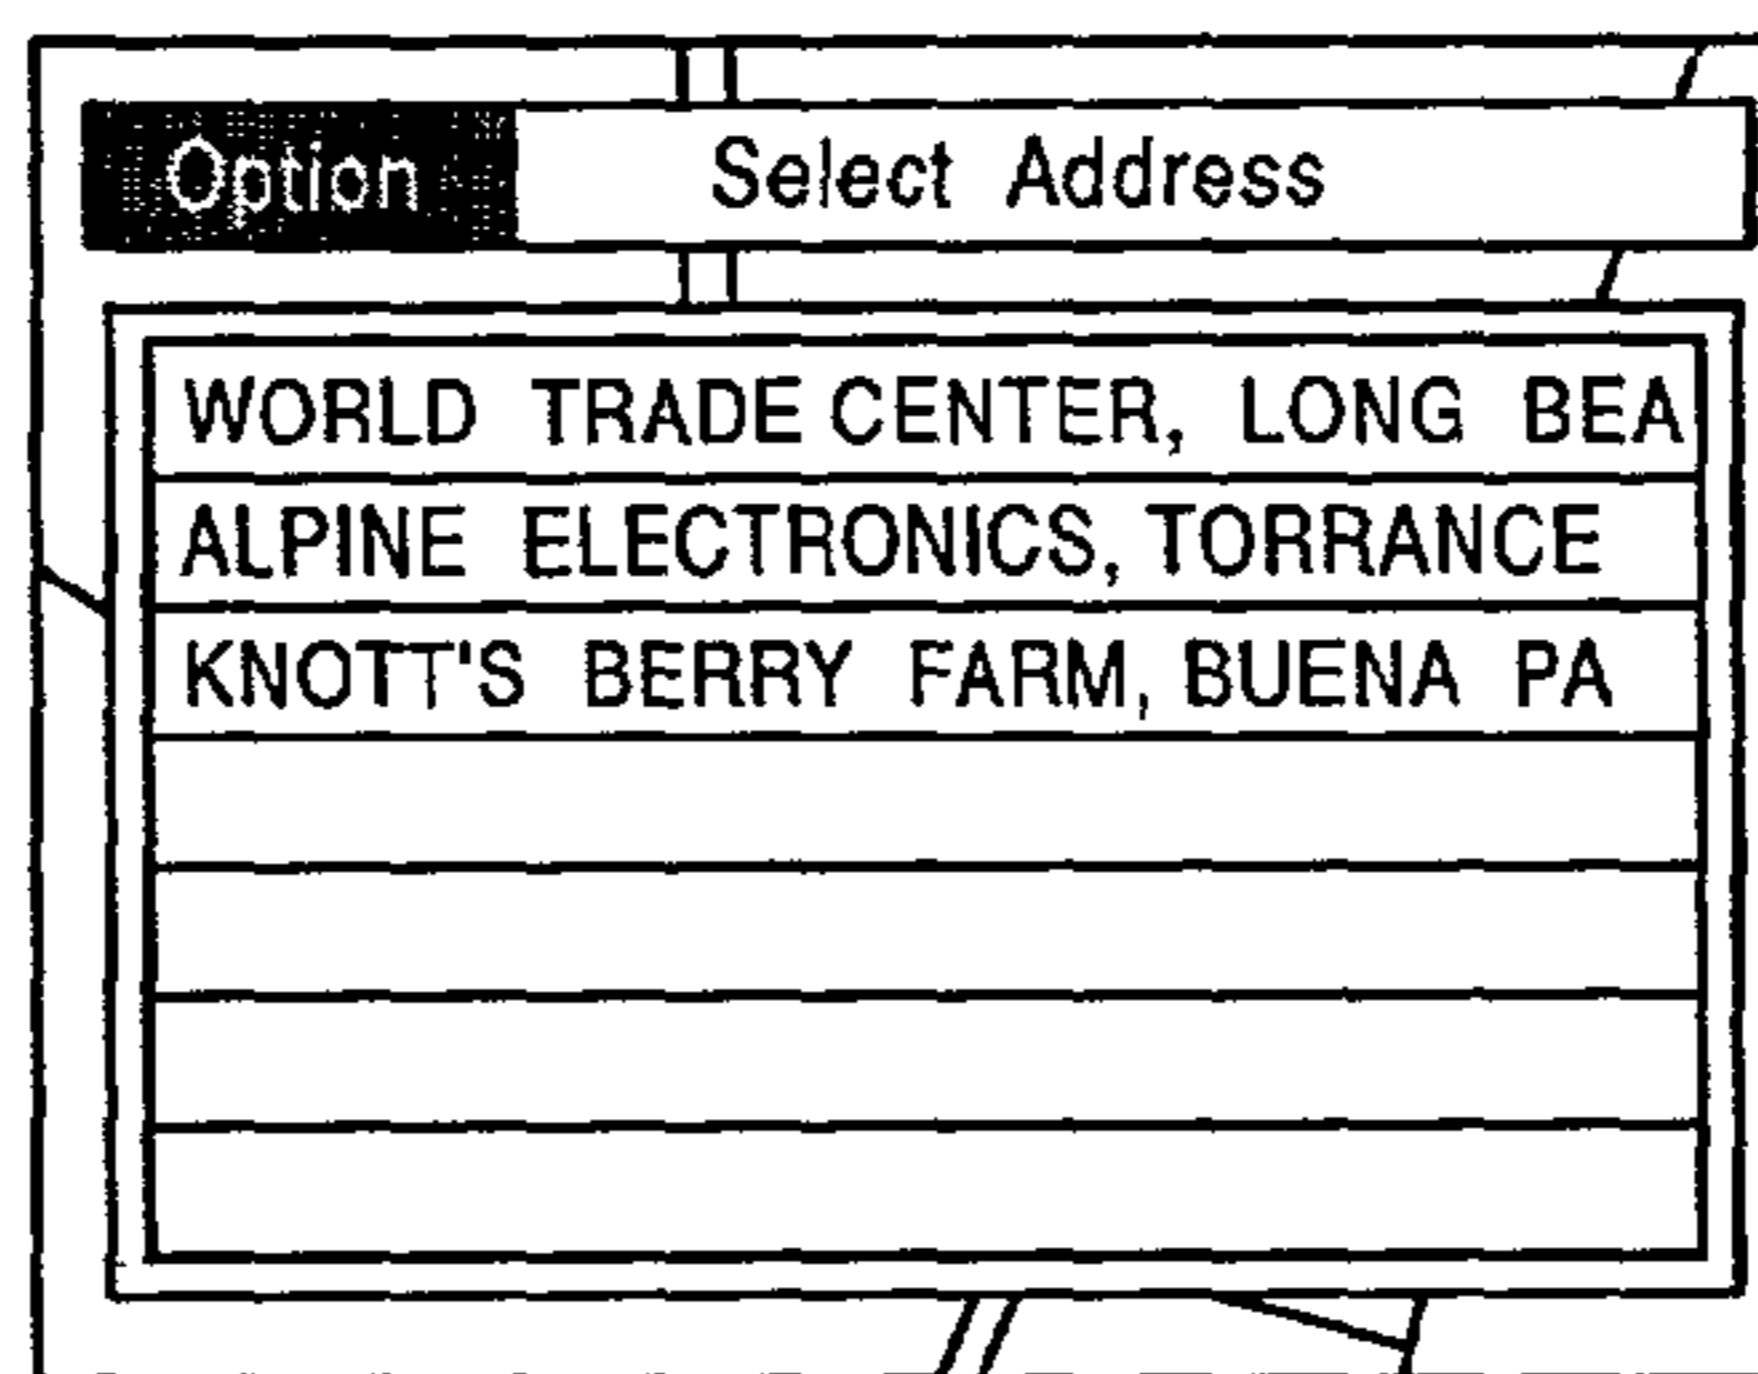 Option Select Address
WORLD TRADE CENTER, LONG BEA
ALPINE ELECTRONICS, TORRANCE
KNOTT'S BERRY FARM, BUENA PA